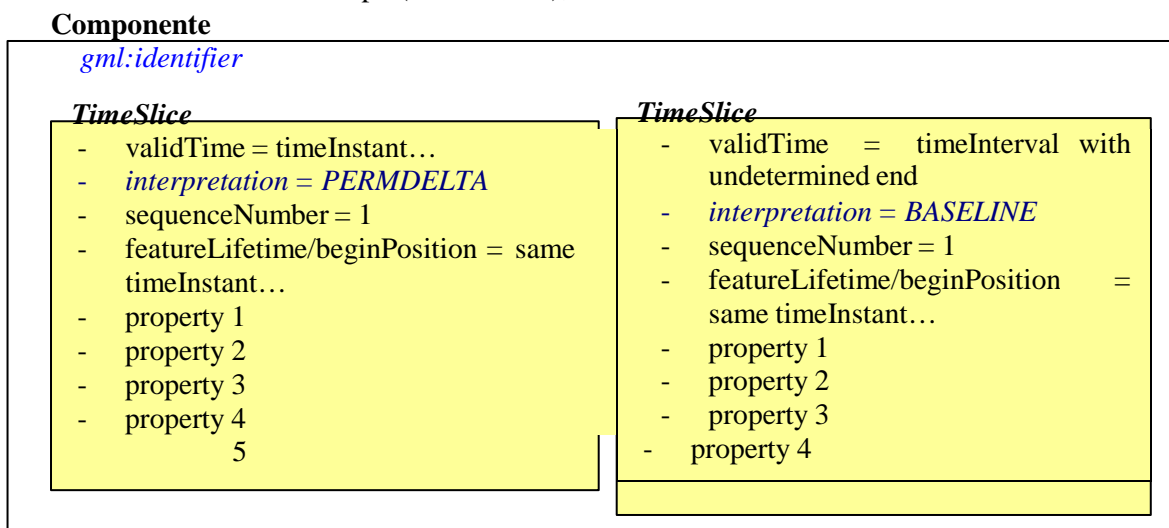 Componente
gml:identifier
TimeSlice
- validTime = timeInstant…
- interpretation = PERMDELTA
- sequenceNumber = 1
- featureLifetime/beginPosition = same
timeInstant…
- property 1
- property 2
- property 3
- property 4
5
TimeSlice
- validTime = timeInterval with
undetermined end
- interpretation = BASELINE
- sequenceNumber = 1
- featureLifetime/beginPosition =
same timeInstant…
- property 1
- property 2
- property 3
- property 4